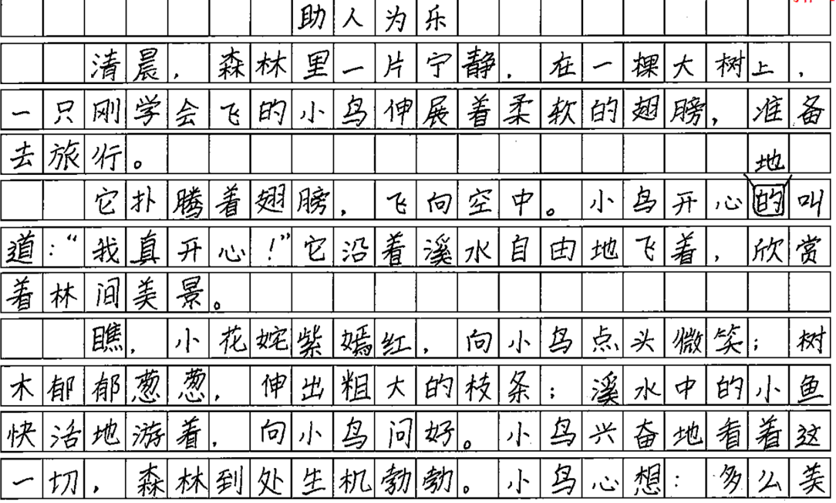 助人为乐
清晨，森林里一片宁静，在一棵大树上，
一只刚学会飞的小鸟伸展着柔软的翅膀，准备
去旅行。
地
它扑腾着翅膀，飞向空中。小鸟开心的叫
道：“我真开心！”它沿着溪水自由地飞着，欣赏
着林间美景。
瞧，小花姹紫嫣红，向小鸟点头微笑；树
木郁郁葱葱，伸出粗大的枝条；溪水中的小鱼
快活地游着，向小鸟问好。小鸟兴奋地看着这
一切，森林到处生机勃勃。小鸟心想：多么美